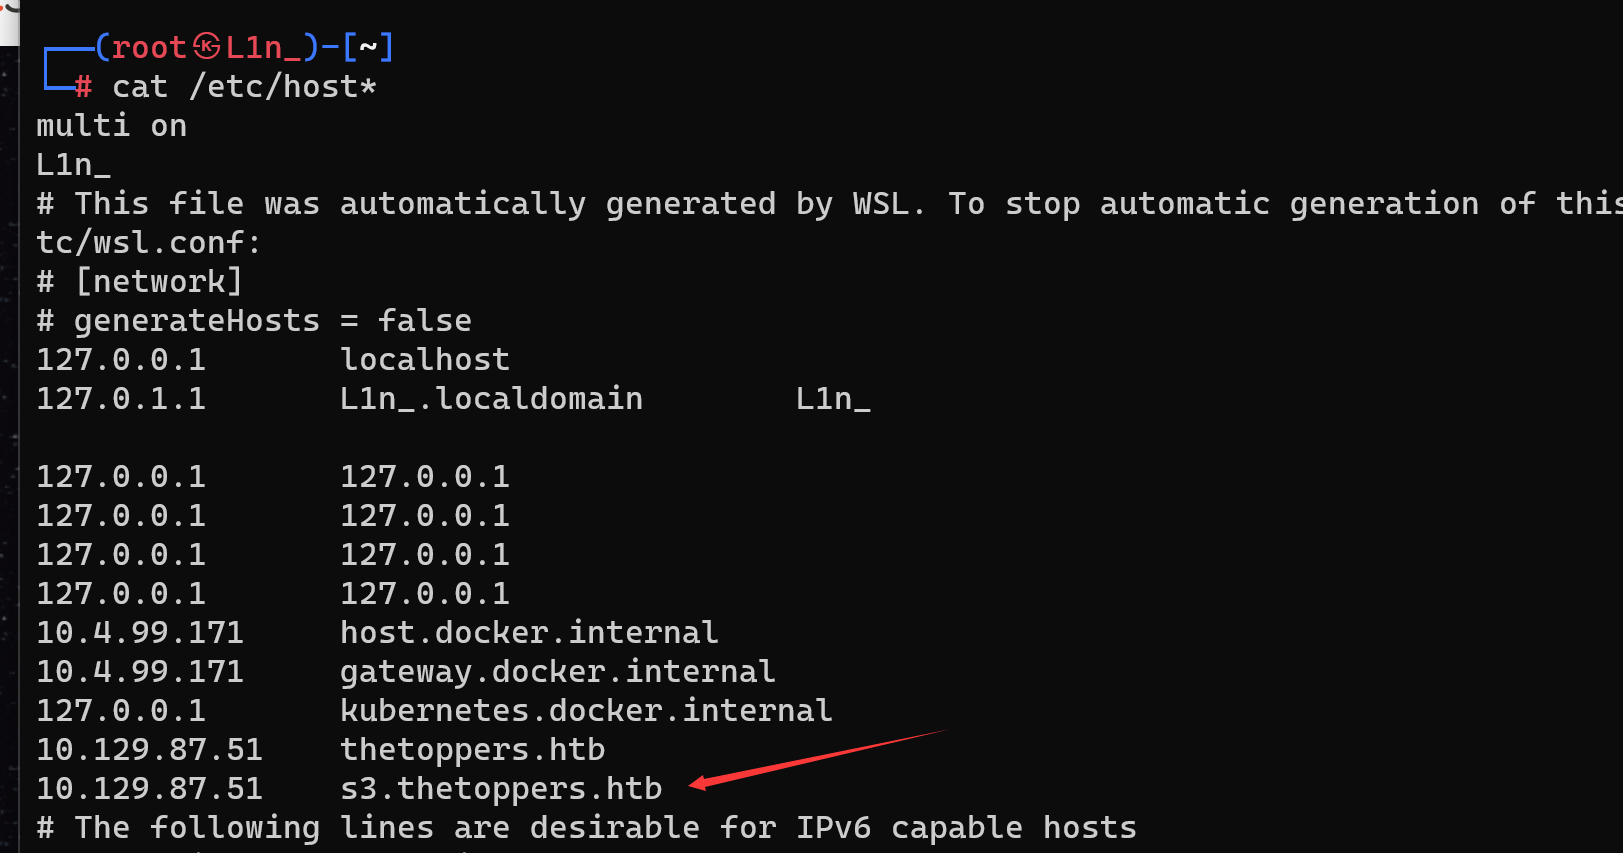 (root㉿L1n_)-[~]
# cat /etc/host*
multi on
L1n_
# This file was automatically generated by WSL. To stop automatic generation of this
tc/wsl.conf:
# [network]
# generateHosts = false
127.0.0.1       localhost
127.0.1.1       L1n_.localdomain        L1n_
127.0.0.1       127.0.0.1
127.0.0.1       127.0.0.1
127.0.0.1       127.0.0.1
127.0.0.1       127.0.0.1
10.4.99.171     host.docker.internal
10.4.99.171     gateway.docker.internal
127.0.0.1       kubernetes.docker.internal
10.129.87.51    thetoppers.htb
10.129.87.51    s3.thetoppers.htb
# The following lines are desirable for IPv6 capable hosts